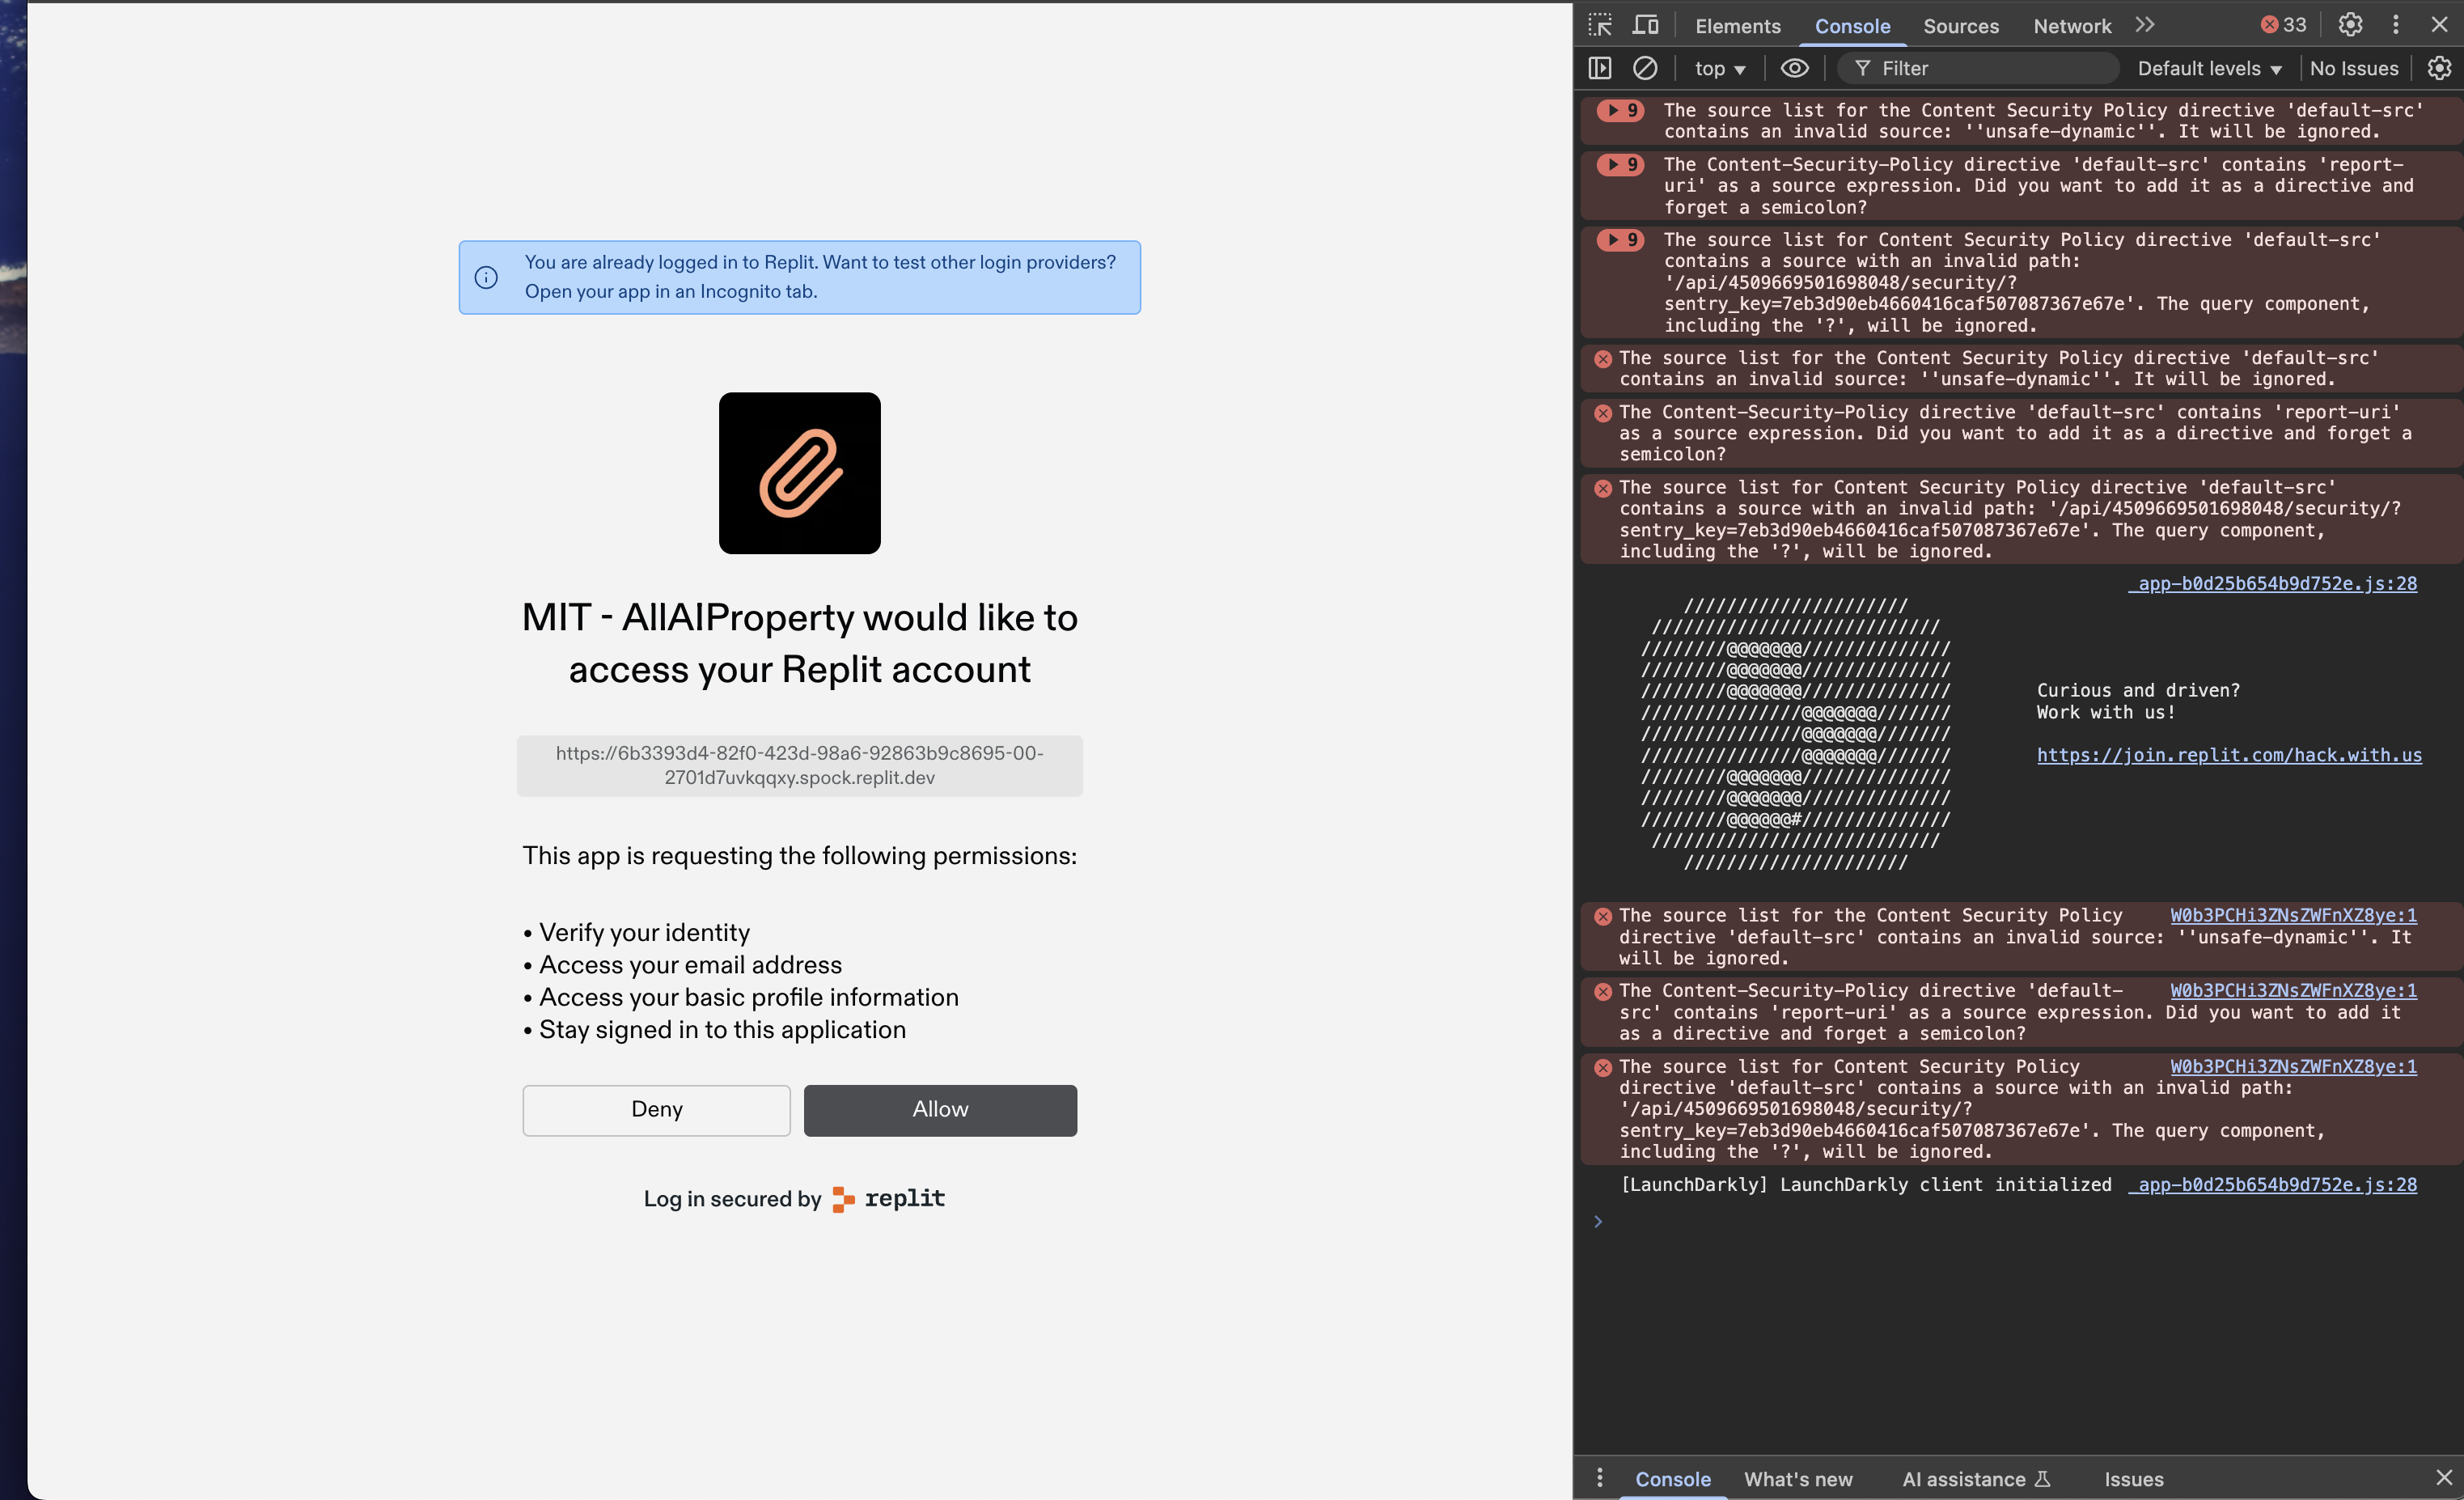 You are already logged in to Replit. Want to test other login providers?
Open your app in an Incognito tab.
MIT - AllAIProperty would like to
access your Replit account
https://6b3393d4-82f0-423d-98a6-92863b9c8695-00-
2701d7uvkqqxy.spock.replit.dev
This app is requesting the following permissions:
• Verify your identity
• Access your email address
• Access your basic profile information
• Stay signed in to this application
Deny
Allow
Log in secured by replit
Elements Console Sources Network 33
top Filter Default levels No Issues
9 The source list for the Content Security Policy directive 'default-src'
contains an invalid source: ''unsafe-dynamic''. It will be ignored.
9 The Content-Security-Policy directive 'default-src' contains 'report-
uri' as a source expression. Did you want to add it as a directive and
forget a semicolon?
9 The source list for Content Security Policy directive 'default-src'
contains a source with an invalid path:
'/api/4509669501698048/security/?
sentry_key=7eb3d90eb4660416caf507087367e67e'. The query component,
including the '?', will be ignored.
The source list for the Content Security Policy directive 'default-src'
contains an invalid source: ''unsafe-dynamic''. It will be ignored.
The Content-Security-Policy directive 'default-src' contains 'report-uri'
as a source expression. Did you want to add it as a directive and forget a
semicolon?
The source list for Content Security Policy directive 'default-src'
contains a source with an invalid path: '/api/4509669501698048/security/?
sentry_key=7eb3d90eb4660416caf507087367e67e'. The query component,
including the '?', will be ignored.
_app-b0d25b654b9d752e.js:28
/////////////////////
///////////////////////////
////////@@@@@@@//////////////
////////@@@@@@@//////////////
////////@@@@@@@////////////// Curious and driven?
///////////////@@@@@@@/////// Work with us!
///////////////@@@@@@@///////
///////////////@@@@@@@/////// https://join.replit.com/hack.with.us
////////@@@@@@@//////////////
////////@@@@@@@//////////////
////////@@@@@@#//////////////
///////////////////////////
/////////////////////
The source list for the Content Security Policy W0b3PCHi3ZNsZWFnXZ8ye:1
directive 'default-src' contains an invalid source: ''unsafe-dynamic''. It
will be ignored.
The Content-Security-Policy directive 'default- W0b3PCHi3ZNsZWFnXZ8ye:1
src' contains 'report-uri' as a source expression. Did you want to add it
as a directive and forget a semicolon?
The source list for Content Security Policy W0b3PCHi3ZNsZWFnXZ8ye:1
directive 'default-src' contains a source with an invalid path:
'/api/4509669501698048/security/?
sentry_key=7eb3d90eb4660416caf507087367e67e'. The query component,
including the '?', will be ignored.
[LaunchDarkly] LaunchDarkly client initialized _app-b0d25b654b9d752e.js:28
Console What's new AI assistance Issues